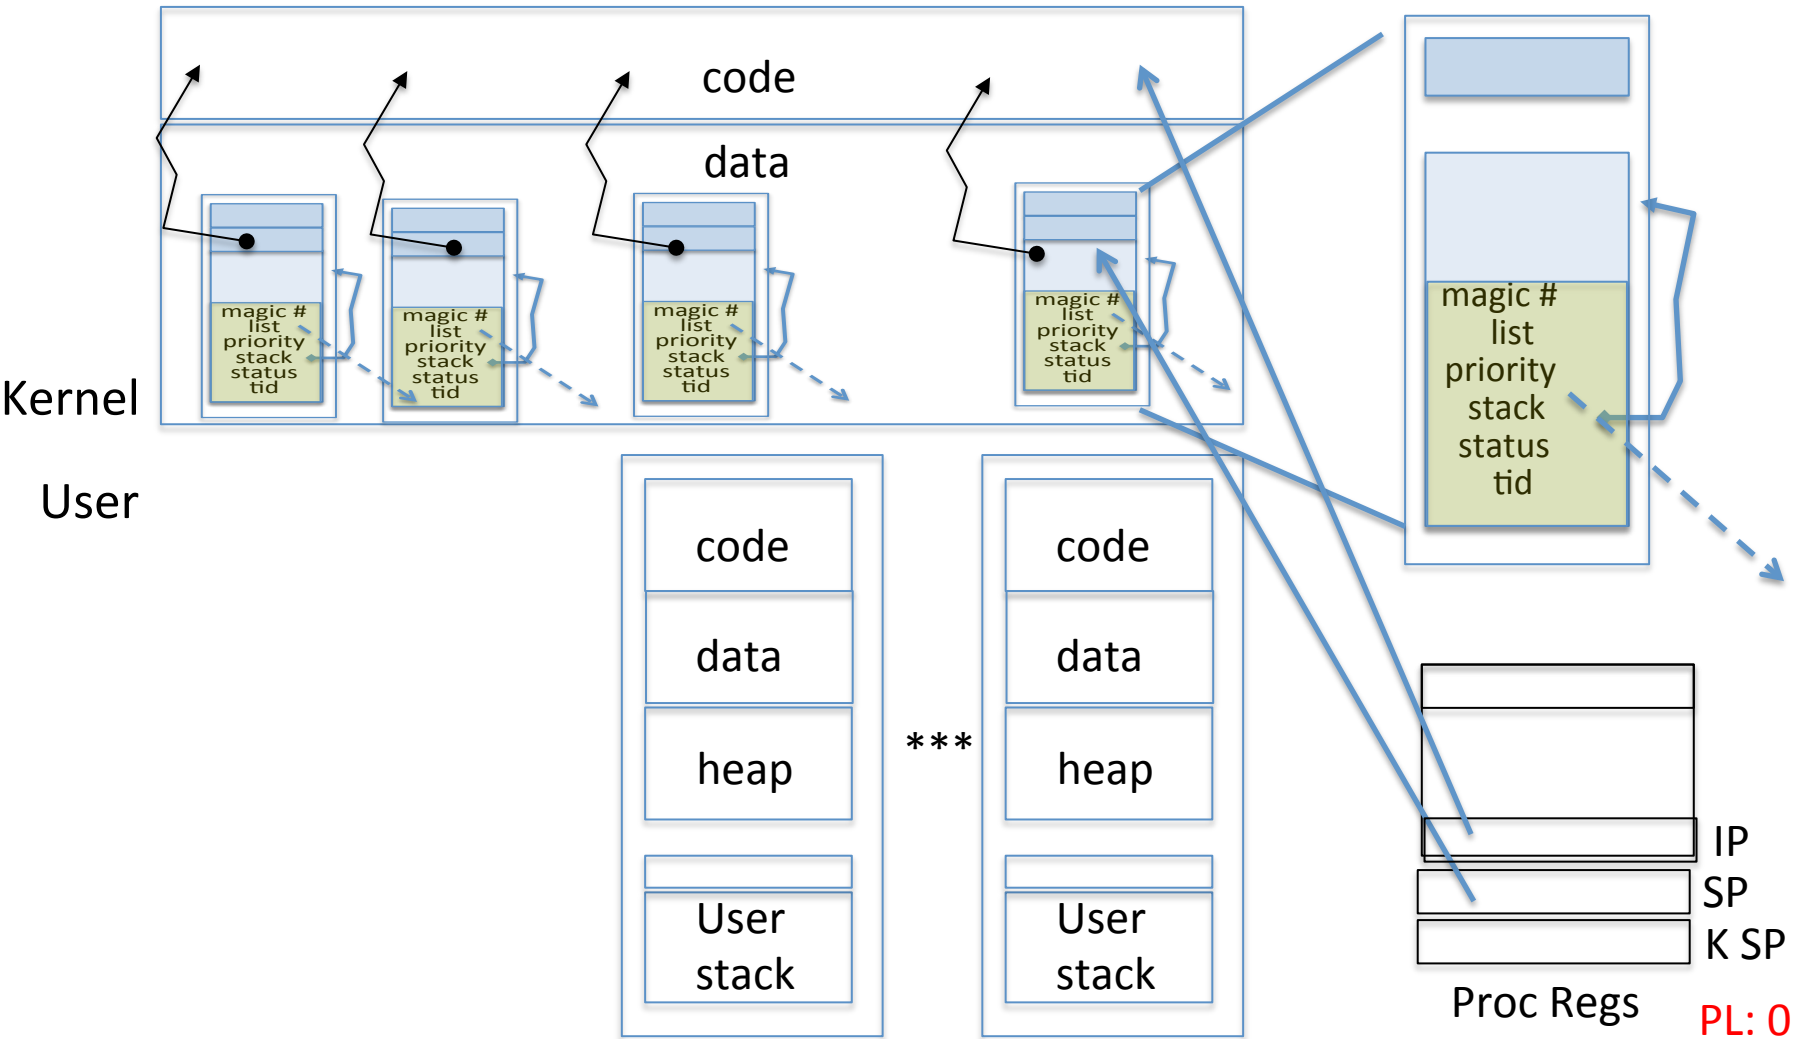 code
data
magic #
list
priority
stack
status
tid
magic #
list
priority
stack
status
tid
magic #
list
priority
stack
status
tid
magic #
list
priority
stack
status
tid
magic #
list
priority
stack
status
tid
Kernel
User
code
data
heap
User
stack
***
code
data
heap
User
stack
IP
SP
K SP
Proc Regs
PL: 0